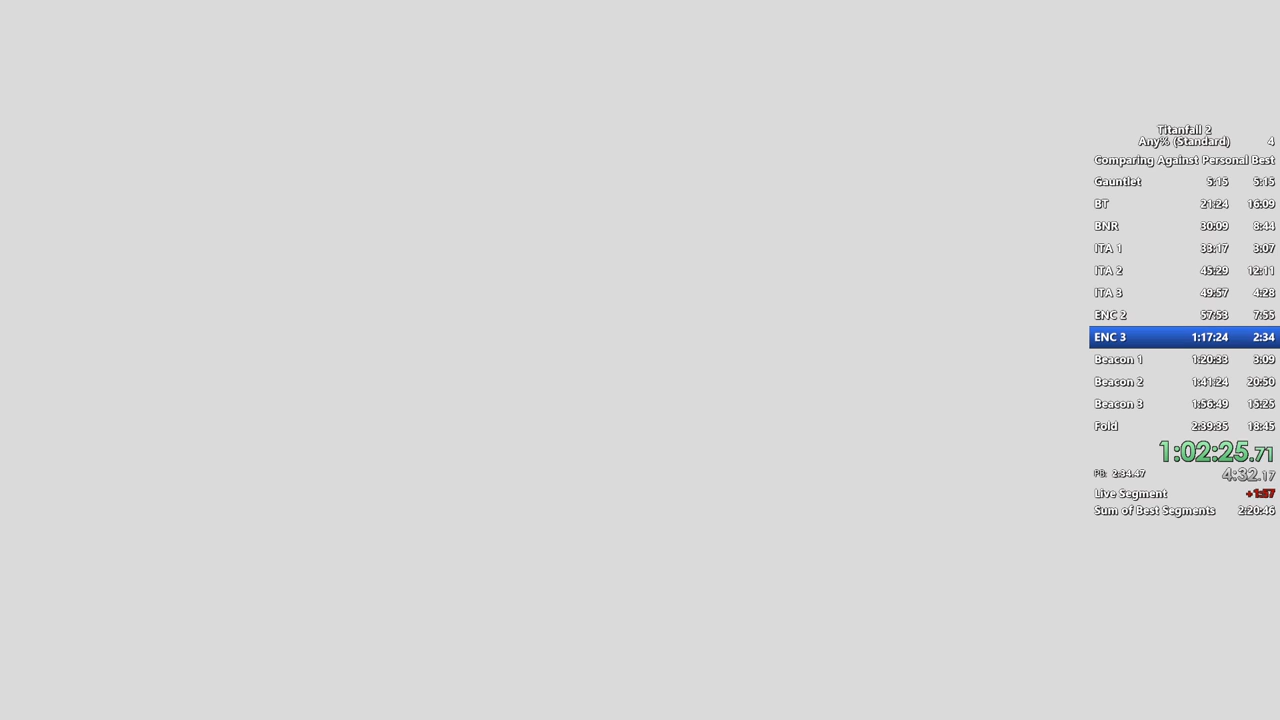 Titanfall 2
Any% (Standard) 4
Comparing Against Personal Best
Gauntlet 5:15 5:15
BT 21:24 16:09
BNR 30:09 8:44
ITA 1 33:17 3:07
ITA 2 45:29 12:11
ITA 3 49:57 4:28
ENC 2 57:53 7:55
ENC 3 1:17:24 2:34
Beacon 1 1:20:33 3:09
Beacon 2 1:41:24 20:50
Beacon 3 1:56:49 15:25
Fold 2:39:35 18:45
1:02:25.71
PB: 2:34.47 4:32.17
Live Segment +1:57
Sum of Best Segments 2:20:46